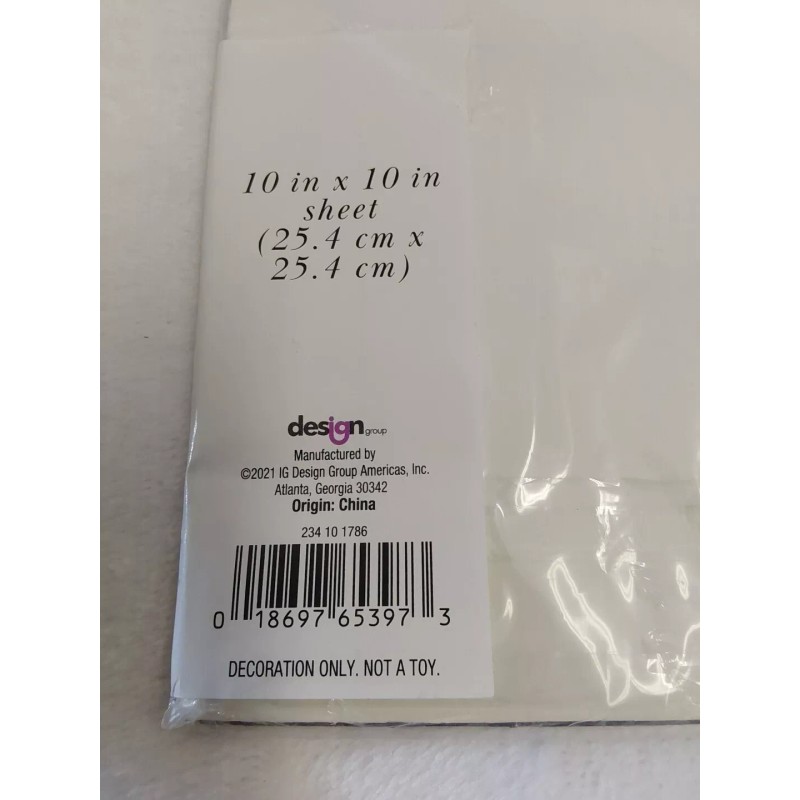 10 in x 10 in
sheet
(25.4 cm x
25.4 cm)
design group
Manufactured by
©2021 IG Design Group Americas, Inc.
Atlanta, Georgia 30342
Origin: China
234 10 1786
0 18697 65397 3
DECORATION ONLY. NOT A TOY.